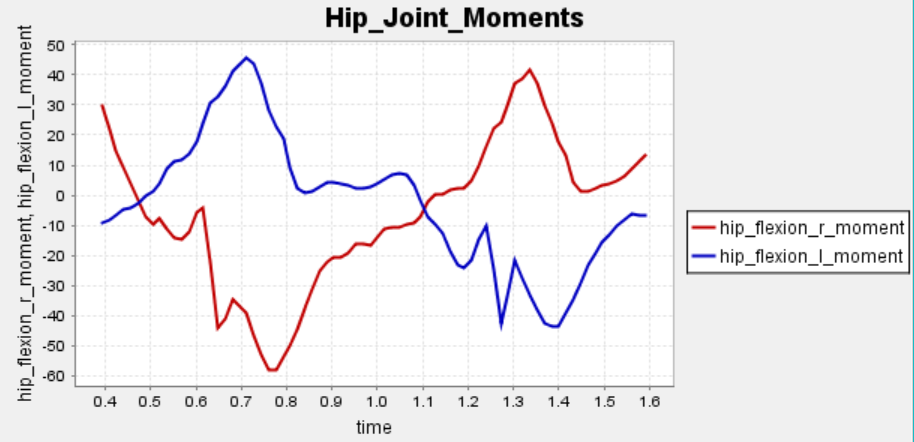 Hip_Joint_Moments
hip_flexion_r_moment, hip_flexion_l_moment
50
40
30
20
10
0
-10
-20
-30
-40
-50
-60
0.4 0.5 0.6 0.7 0.8 0.9 1.0 1.1 1.2 1.3 1.4 1.5 1.6
time
hip_flexion_r_moment
hip_flexion_l_moment